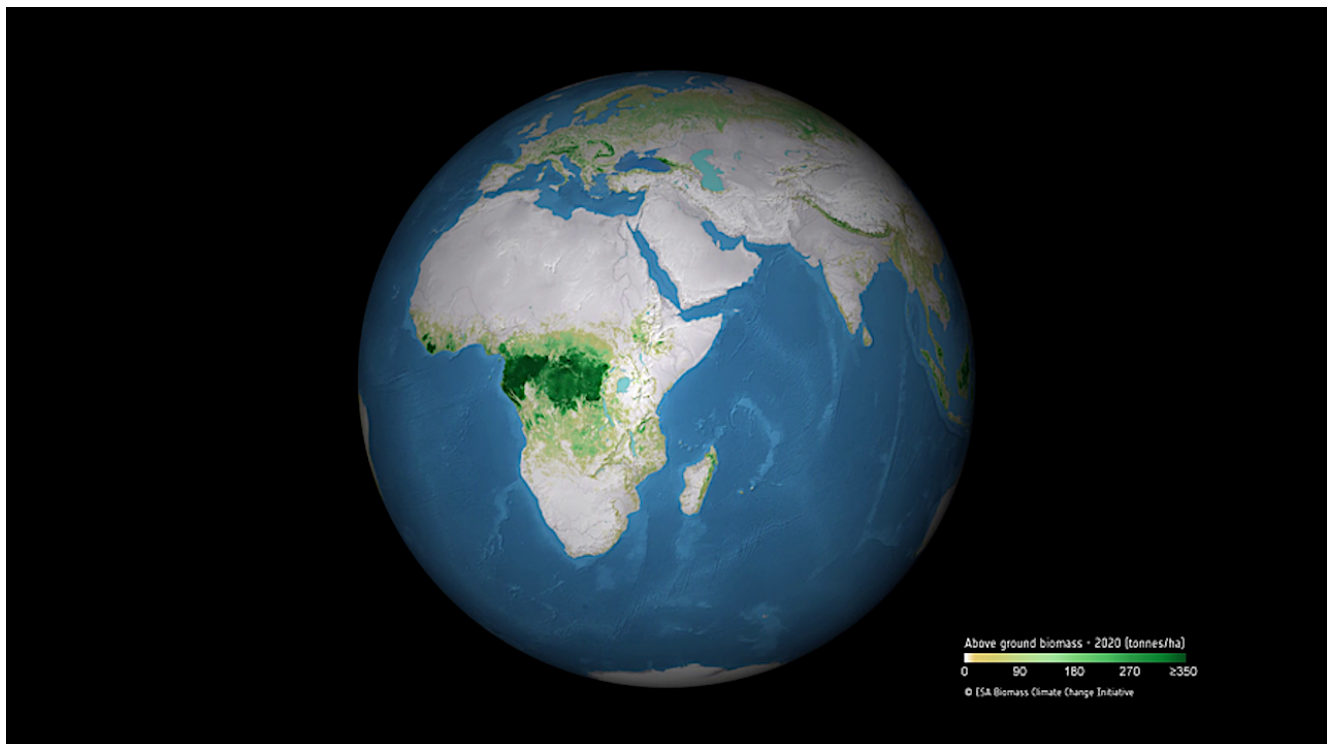 Above ground biomass - 2020 (tonnes/ha)
0 90 180 270 ≥350
© ESA Biomass Climate Change Initiative